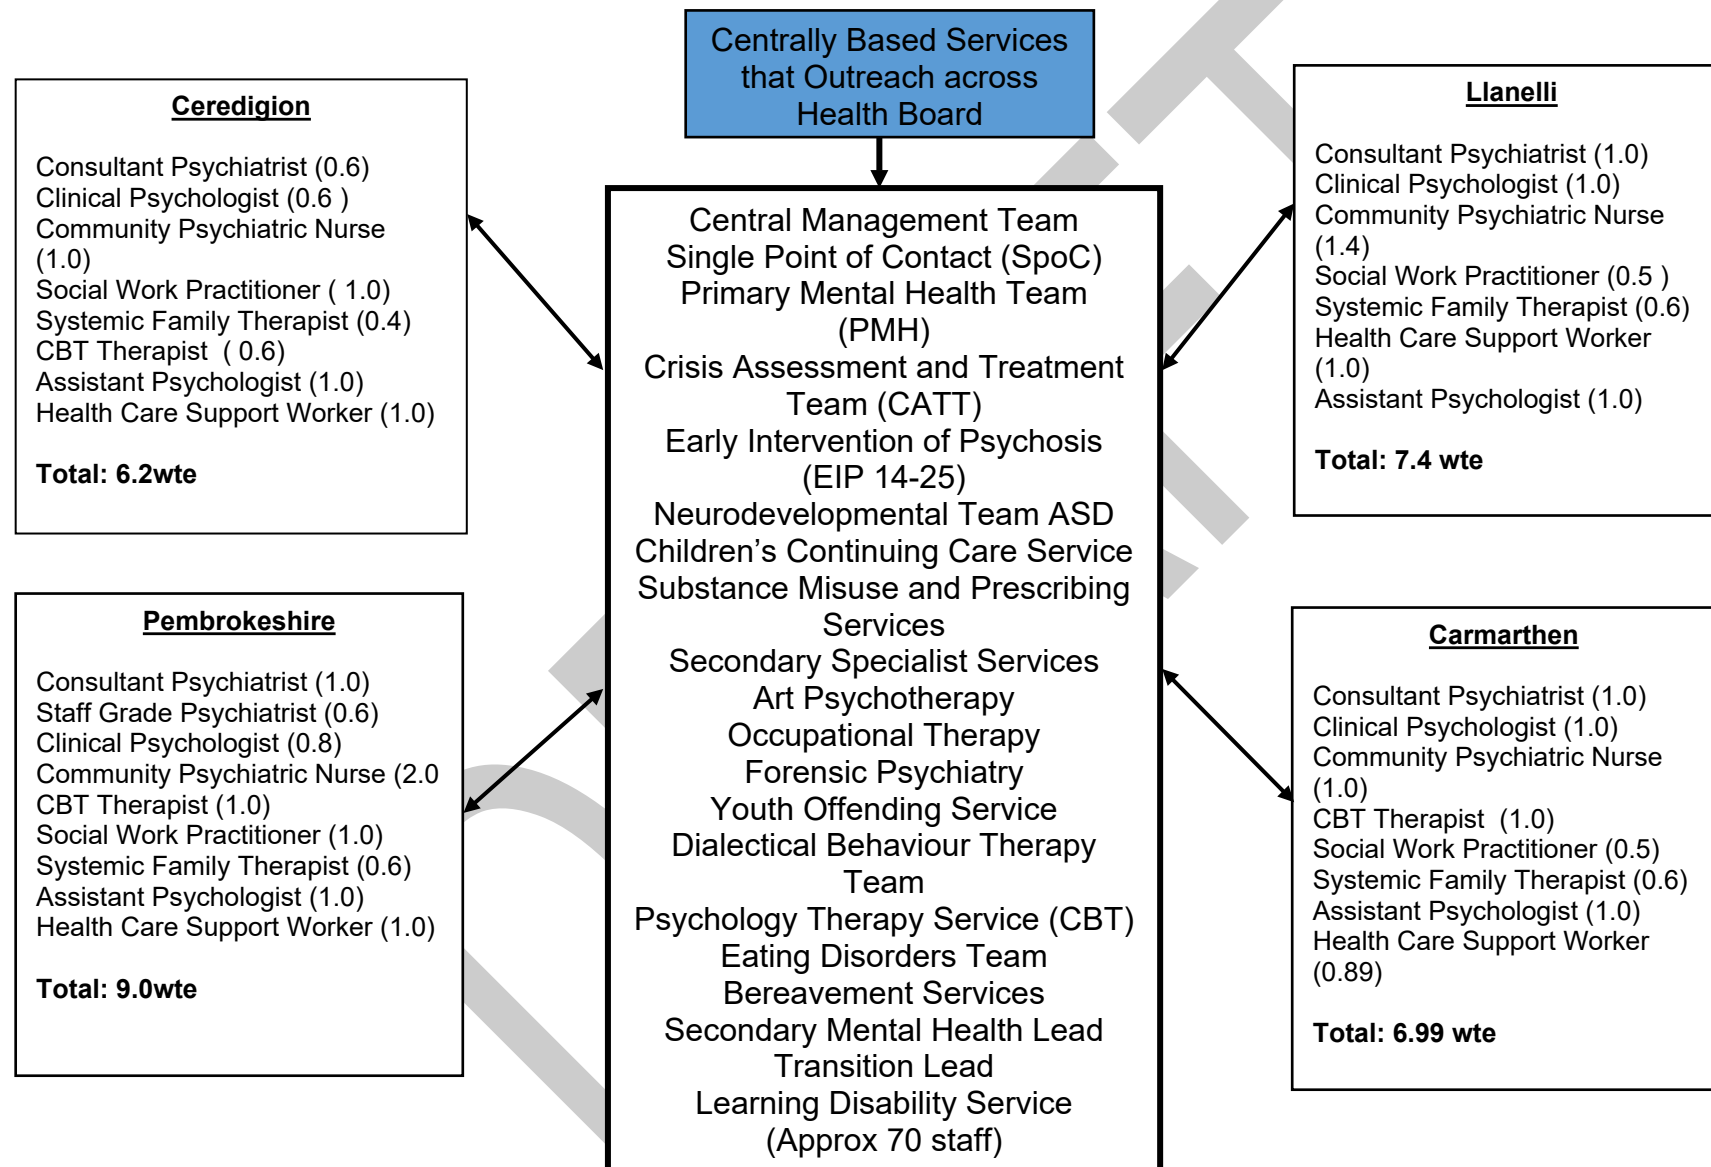 Centrally Based Services
that Outreach across
Health Board
Ceredigion
Consultant Psychiatrist (0.6)
Clinical Psychologist (0.6 )
Community Psychiatric Nurse
(1.0)
Social Work Practitioner ( 1.0)
Systemic Family Therapist (0.4)
CBT Therapist  ( 0.6)
Assistant Psychologist (1.0)
Health Care Support Worker (1.0)
Total: 6.2wte
Pembrokeshire
Consultant Psychiatrist (1.0)
Staff Grade Psychiatrist (0.6)
Clinical Psychologist (0.8)
Community Psychiatric Nurse (2.0
CBT Therapist (1.0)
Social Work Practitioner (1.0)
Systemic Family Therapist (0.6)
Assistant Psychologist (1.0)
Health Care Support Worker (1.0)
Total: 9.0wte
Central Management Team
Single Point of Contact (SpoC)
Primary Mental Health Team
(PMH)
Crisis Assessment and Treatment
Team (CATT)
Early Intervention of Psychosis
(EIP 14-25)
Neurodevelopmental Team ASD
Children’s Continuing Care Service
Substance Misuse and Prescribing
Services
Secondary Specialist Services
Art Psychotherapy
Occupational Therapy
Forensic Psychiatry
Youth Offending Service
Dialectical Behaviour Therapy
Team
Psychology Therapy Service (CBT)
Eating Disorders Team
Bereavement Services
Secondary Mental Health Lead
Transition Lead
Learning Disability Service
(Approx 70 staff)
Llanelli
Consultant Psychiatrist (1.0)
Clinical Psychologist (1.0)
Community Psychiatric Nurse
(1.4)
Social Work Practitioner (0.5 )
Systemic Family Therapist (0.6)
Health Care Support Worker
(1.0)
Assistant Psychologist (1.0)
Total: 7.4 wte
Carmarthen
Consultant Psychiatrist (1.0)
Clinical Psychologist (1.0)
Community Psychiatric Nurse
(1.0)
CBT Therapist  (1.0)
Social Work Practitioner (0.5)
Systemic Family Therapist (0.6)
Assistant Psychologist (1.0)
Health Care Support Worker
(0.89)
Total: 6.99 wte